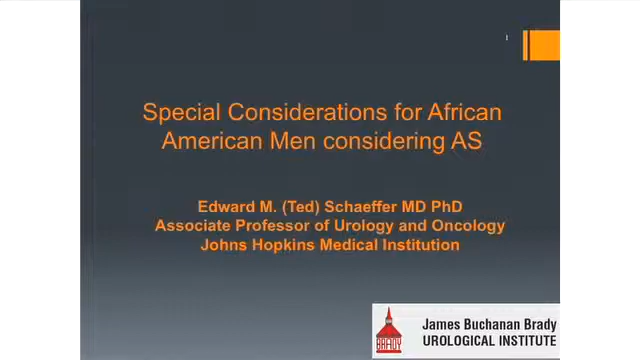 1
Special Considerations for African
American Men considering AS
Edward M. (Ted) Schaeffer MD PhD
Associate Professor of Urology and Oncology
Johns Hopkins Medical Institution
BRADY
James Buchanan Brady
UROLOGICAL INSTITUTE